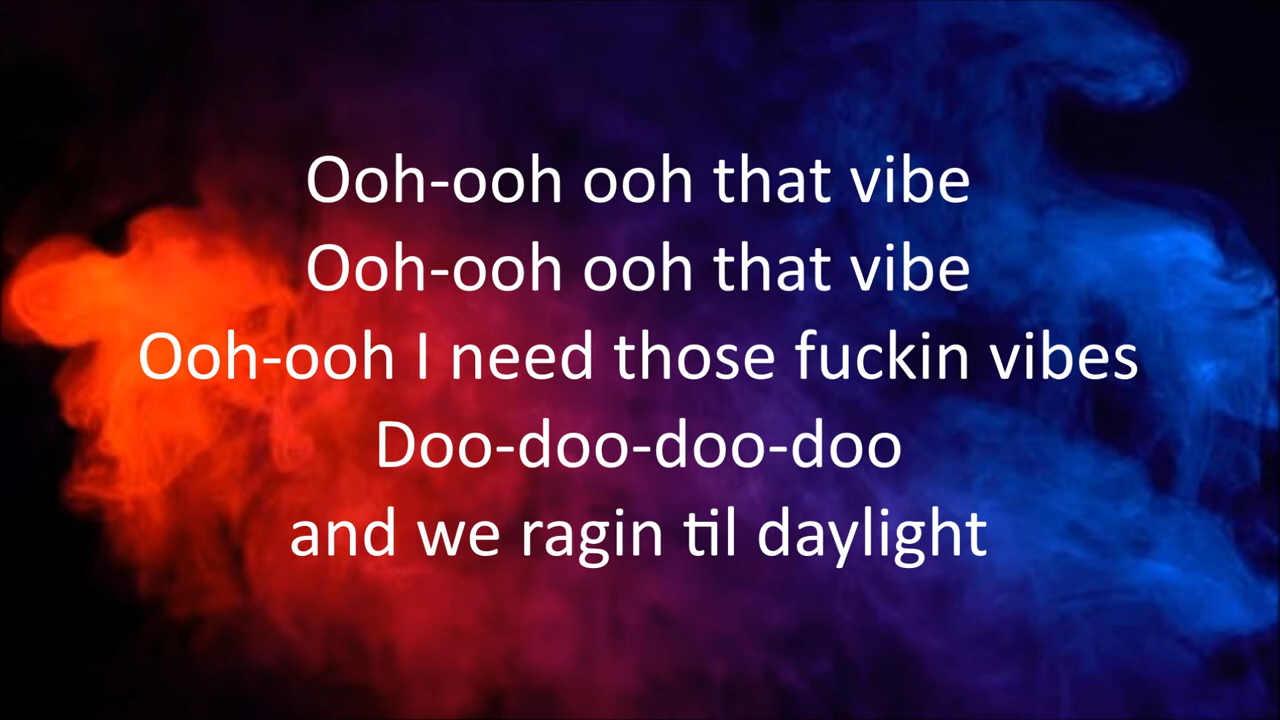 Ooh-ooh ooh that vibe
Ooh-ooh ooh that vibe
Ooh-ooh I need those fuckin vibes
Doo-doo-doo-doo
and we ragin til daylight